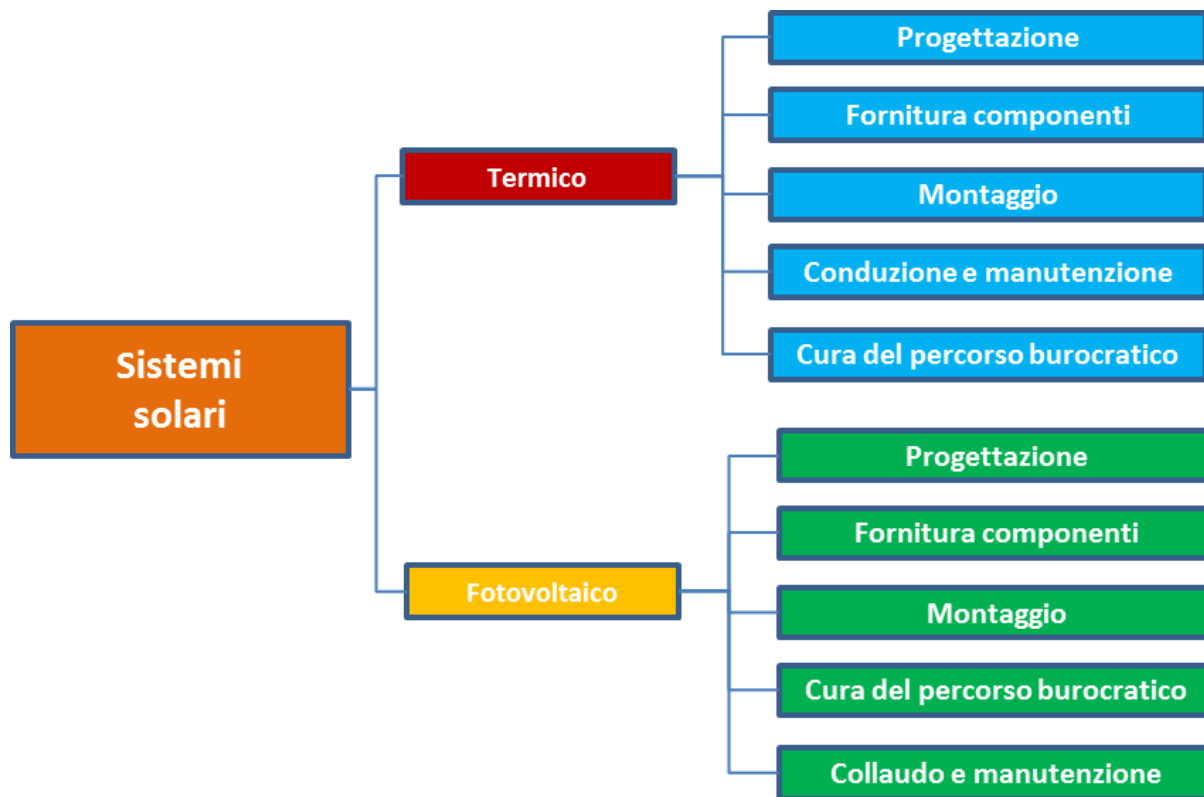 Sistemi
solari
Termico
Progettazione
Fornitura componenti
Montaggio
Conduzione e manutenzione
Cura del percorso burocratico
Fotovoltaico
Progettazione
Fornitura componenti
Montaggio
Cura del percorso burocratico
Collaudo e manutenzione